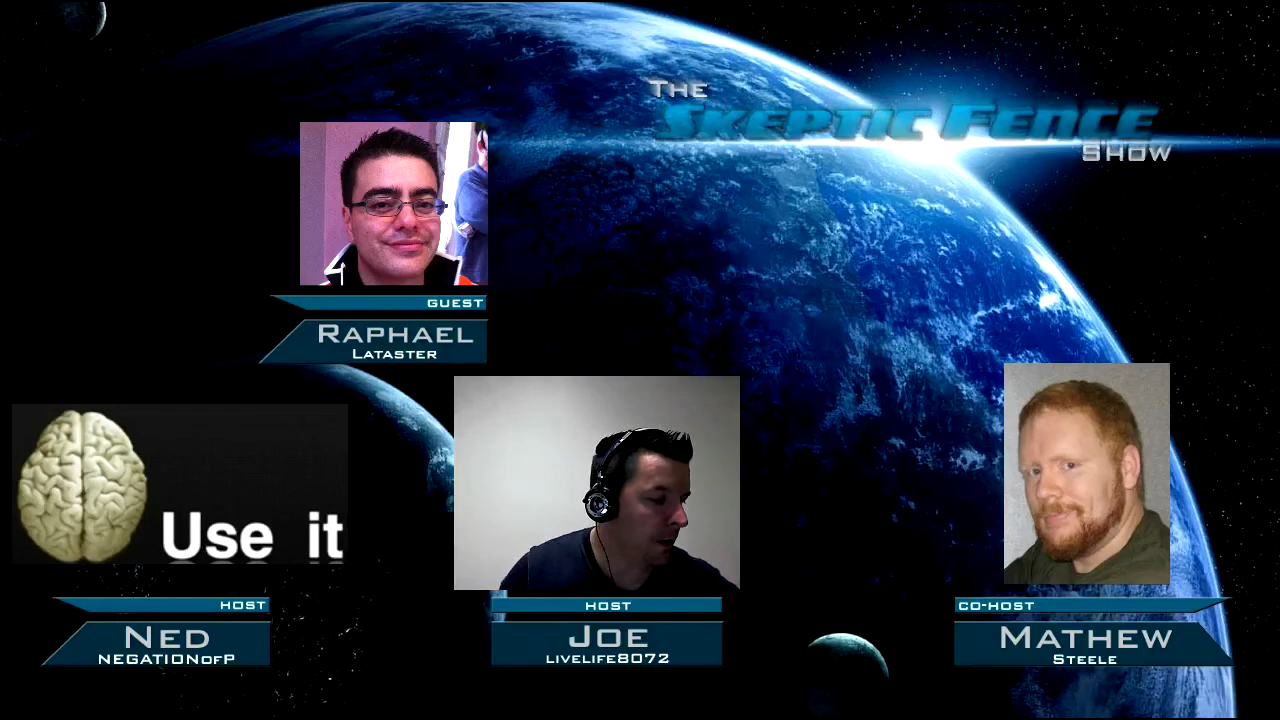 THE
SKEPTIC FENCE
SHOW
GUEST
RAPHAEL
LATASTER
Use it
HOST
NED
NEGATIONofP
HOST
JOE
LIVELIFE8072
CO-HOST
MATHEW
STEELE